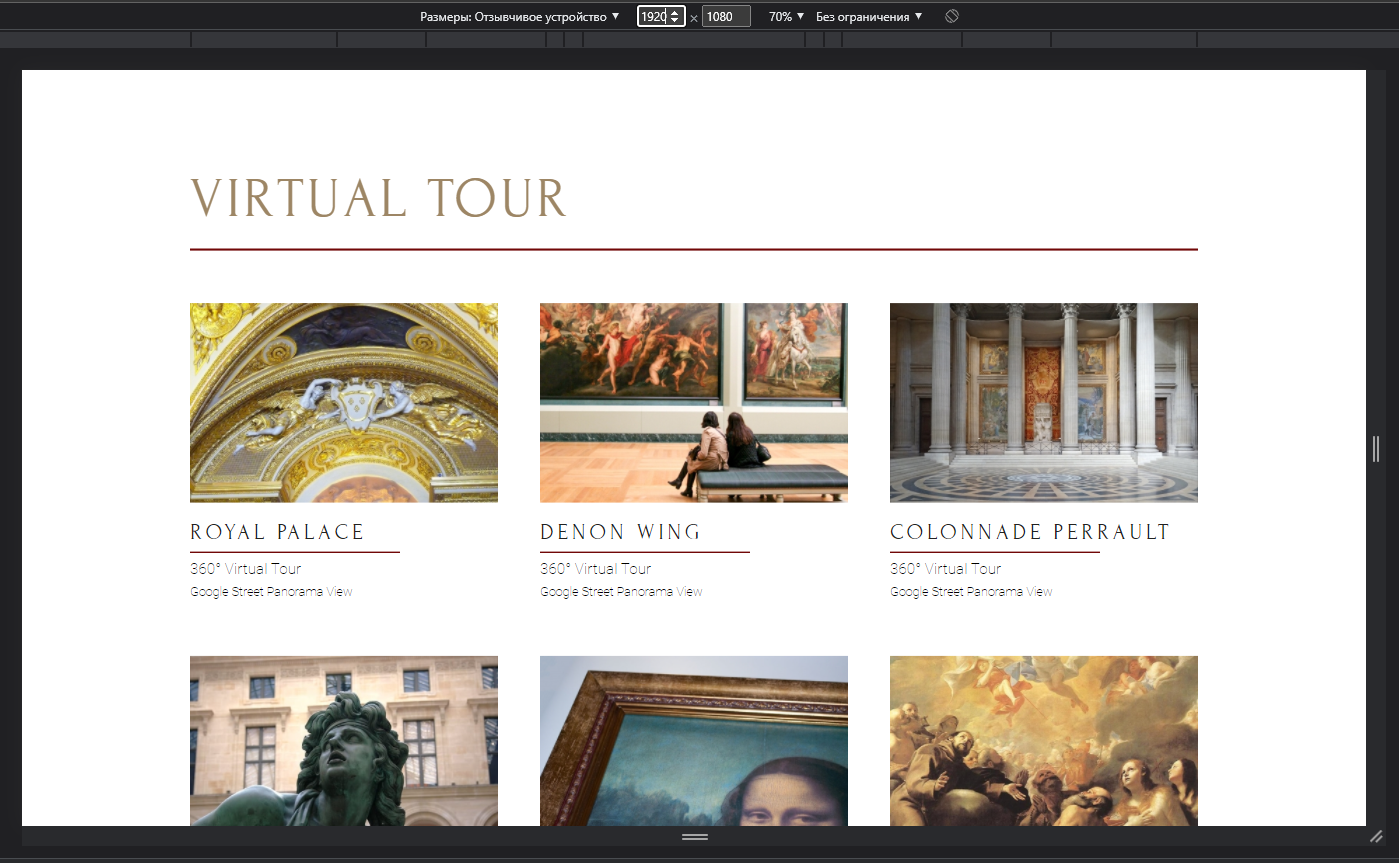 Размеры: Отзывчивое устройство ▼ 1920 × 1080 70% ▼ Без ограничения ▼
VIRTUAL TOUR
ROYAL PALACE
360° Virtual Tour
Google Street Panorama View
DENON WING
360° Virtual Tour
Google Street Panorama View
COLONNADE PERRAULT
360° Virtual Tour
Google Street Panorama View